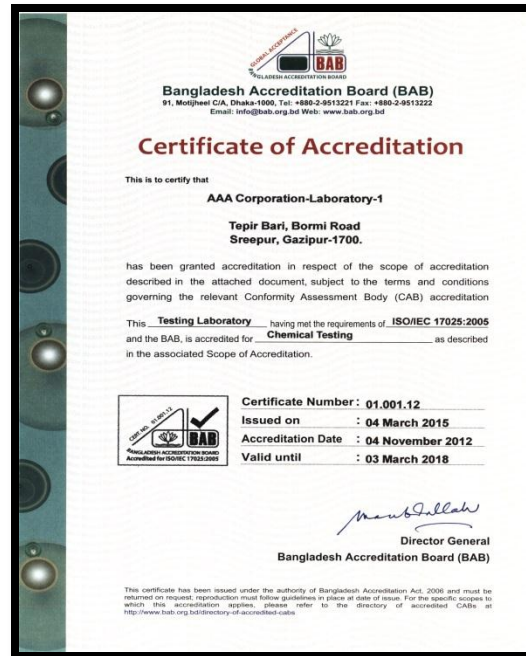 GLOBAL ACCEPTANCE
BAB
BANGLADESH ACCREDITATION BOARD
Bangladesh Accreditation Board (BAB)
91, Motijheel C/A, Dhaka-1000, Tel: +880-2-9513221 Fax: +880-2-9513222
Email: info@bab.org.bd Web: www.bab.org.bd
Certificate of Accreditation
This is to certify that
AAA Corporation-Laboratory-1
Tepir Bari, Bormi Road
Sreepur, Gazipur-1700.
has been granted accreditation in respect of the scope of accreditation
described in the attached document, subject to the terms and conditions
governing the relevant Conformity Assessment Body (CAB) accreditation
This Testing Laboratory having met the requirements of ISO/IEC 17025:2005
and the BAB, is accredited for Chemical Testing as described
in the associated Scope of Accreditation.
CERT NO. 01.001.12
BAB
BANGLADESH ACCREDITATION BOARD
Accredited for ISO/IEC 17025:2005
Certificate Number : 01.001.12
Issued on : 04 March 2015
Accreditation Date : 04 November 2012
Valid until : 03 March 2018
Director General
Bangladesh Accreditation Board (BAB)
This certificate has been issued under the authority of Bangladesh Accreditation Act, 2006 and must be
returned on request; reproduction must follow guidelines in place at date of issue. For the specific scopes to
which this accreditation applies, please refer to the directory of accredited CABs at
http://www.bab.org.bd/directory-of-accredited-cabs